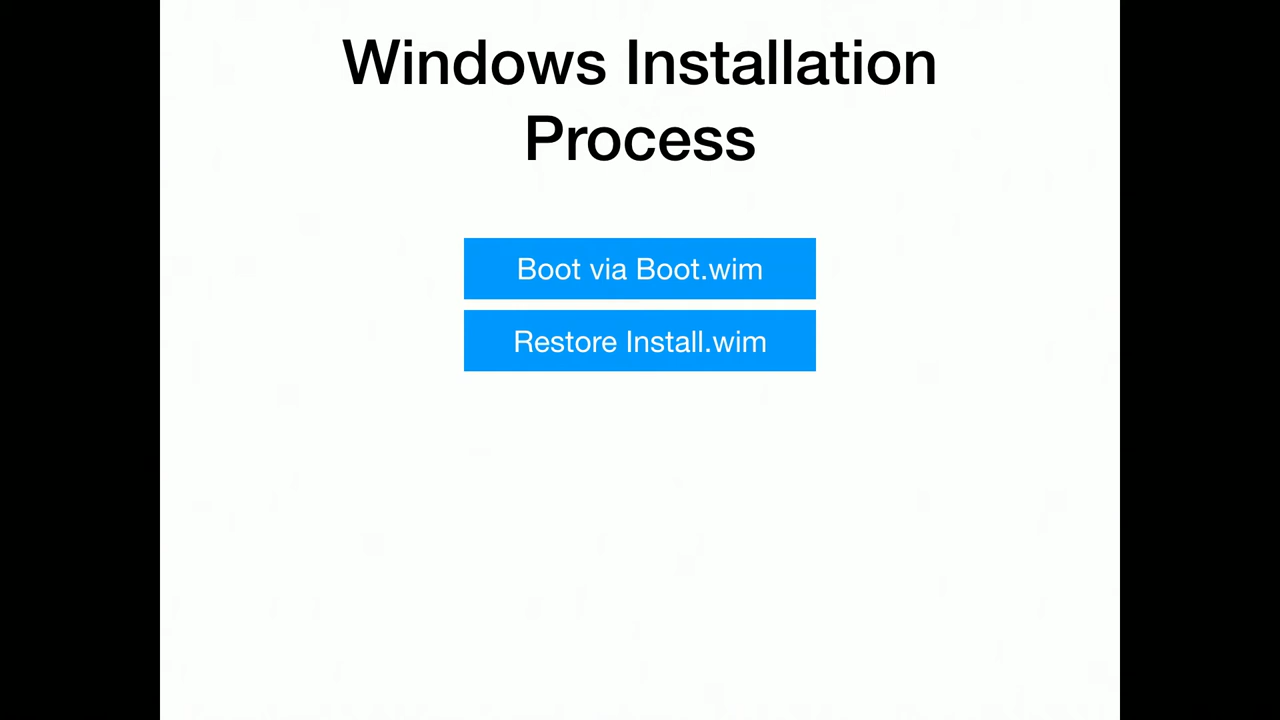 Windows Installation
Process
Boot via Boot.wim
Restore Install.wim